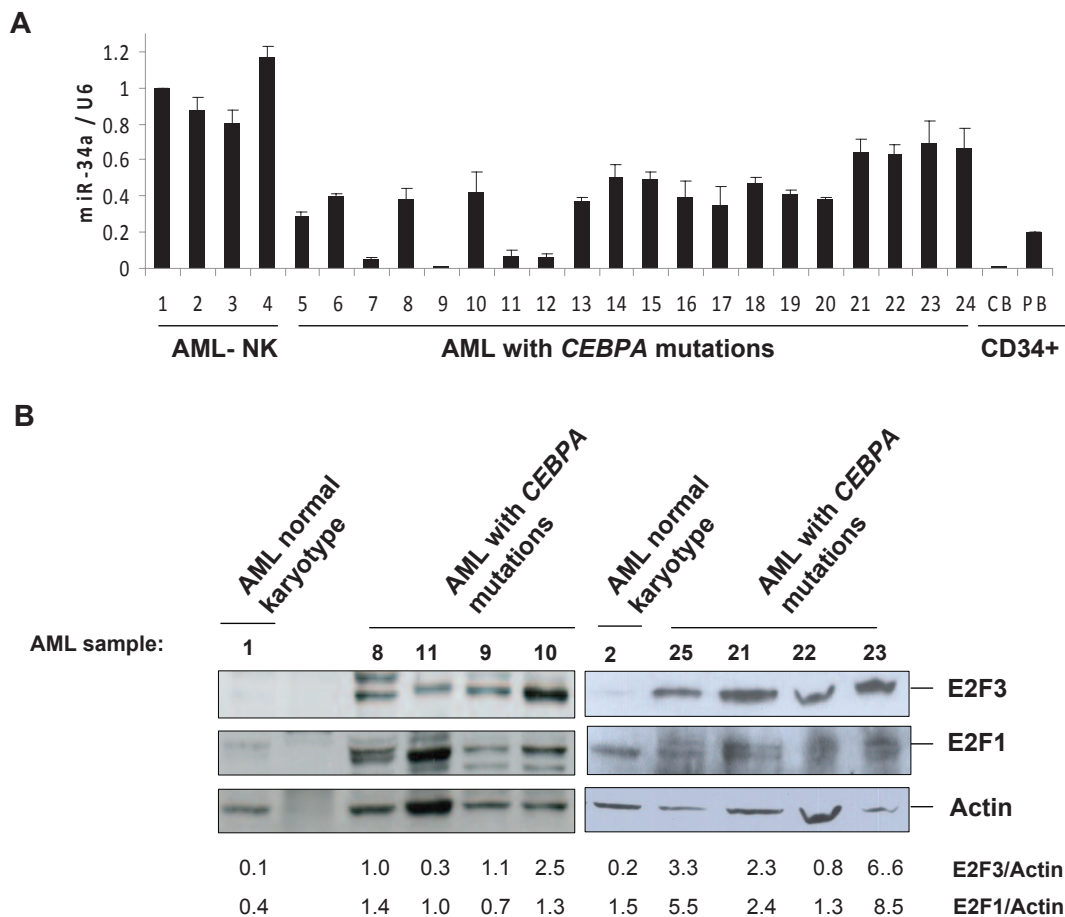 A
miR-34a / U6
1.2
1
0.8
0.6
0.4
0.2
0
1 2 3 4 5 6 7 8 9 10 11 12 13 14 15 16 17 18 19 20 21 22 23 24 CB PB
AML- NK AML with CEBPA mutations CD34+
B
AML normal karyotype
AML with CEBPA mutations
AML normal karyotype
AML with CEBPA mutations
AML sample: 1 8 11 9 10 2 25 21 22 23
E2F3
E2F1
Actin
0.1 1.0 0.3 1.1 2.5 0.2 3.3 2.3 0.8 6..6 E2F3/Actin
0.4 1.4 1.0 0.7 1.3 1.5 5.5 2.4 1.3 8.5 E2F1/Actin